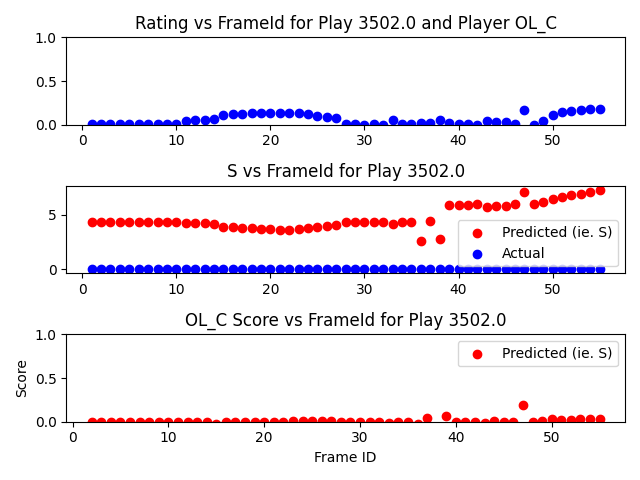 Rating vs FrameId for Play 3502.0 and Player OL_C
1.0
0.5
0.0
0 10 20 30 40 50
S vs FrameId for Play 3502.0
5
0
Predicted (ie. S)
Actual
0 10 20 30 40 50
OL_C Score vs FrameId for Play 3502.0
1.0
0.5
0.0
Score
Predicted (ie. S)
0 10 20 30 40 50
Frame ID